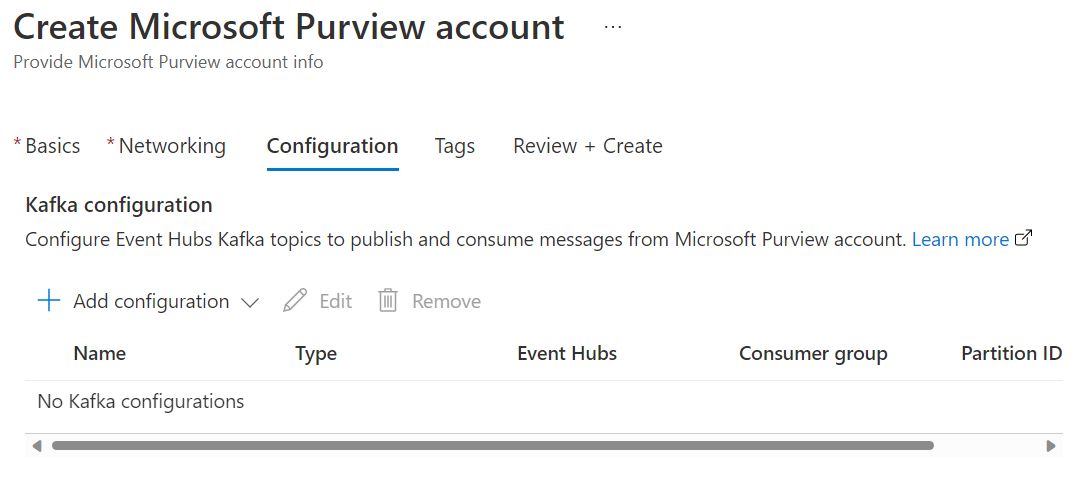 Create Microsoft Purview account ...
Provide Microsoft Purview account info
* Basics * Networking Configuration Tags Review + Create
Kafka configuration
Configure Event Hubs Kafka topics to publish and consume messages from Microsoft Purview account. Learn more
Add configuration Edit Remove
Name Type Event Hubs Consumer group Partition ID
No Kafka configurations